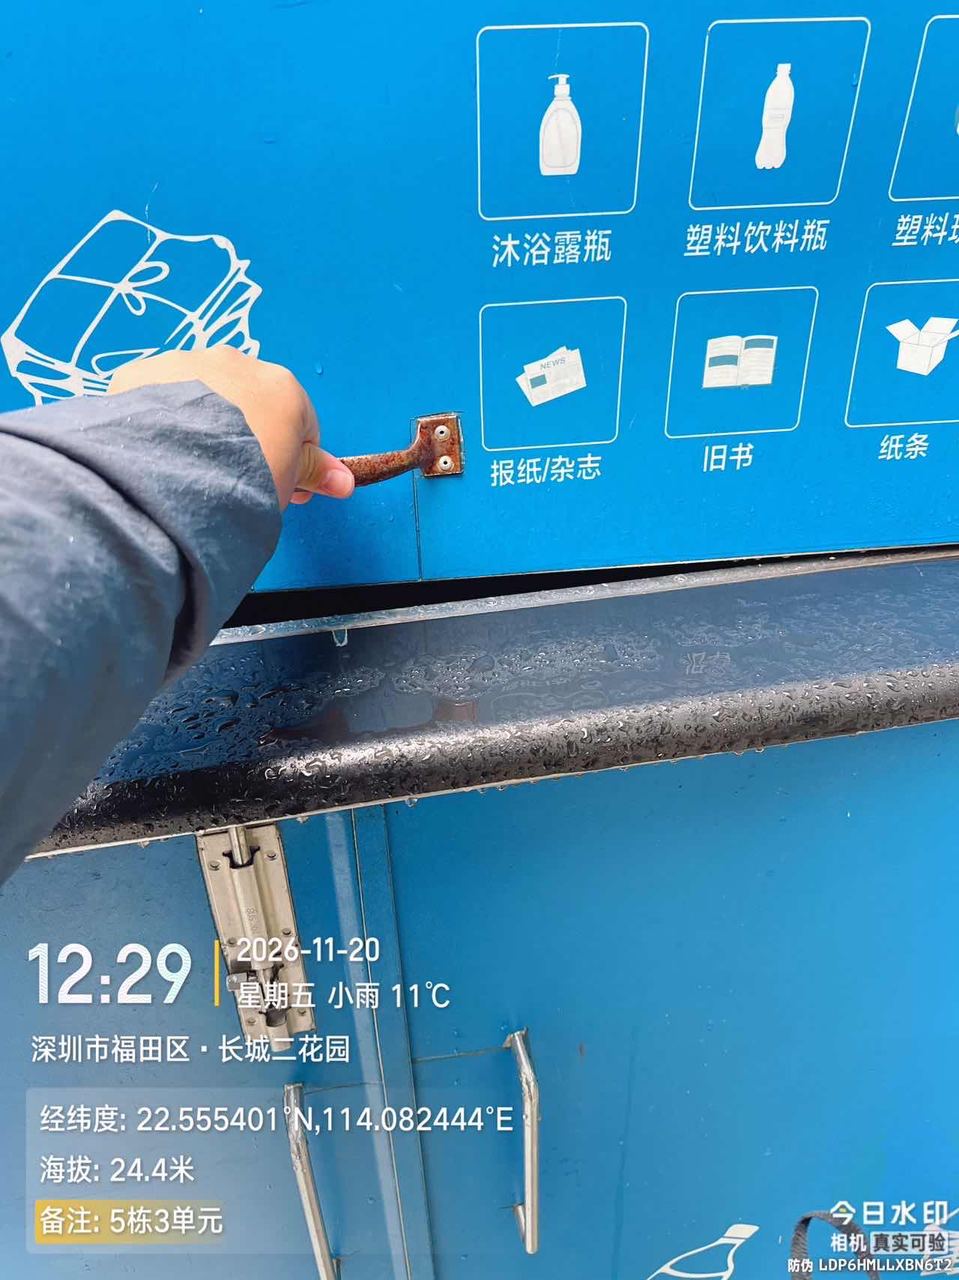 沐浴露瓶
塑料饮料瓶
塑料
NEWS
报纸/杂志
旧书
纸条
12:29
2026-11-20
星期五 小雨 11℃
深圳市福田区·长城二花园
经纬度: 22.555401°N,114.082444°E
海拔: 24.4米
备注: 5栋3单元
今日水印
相机 真实可验
防伪 LDP6HMLLXBN6T2